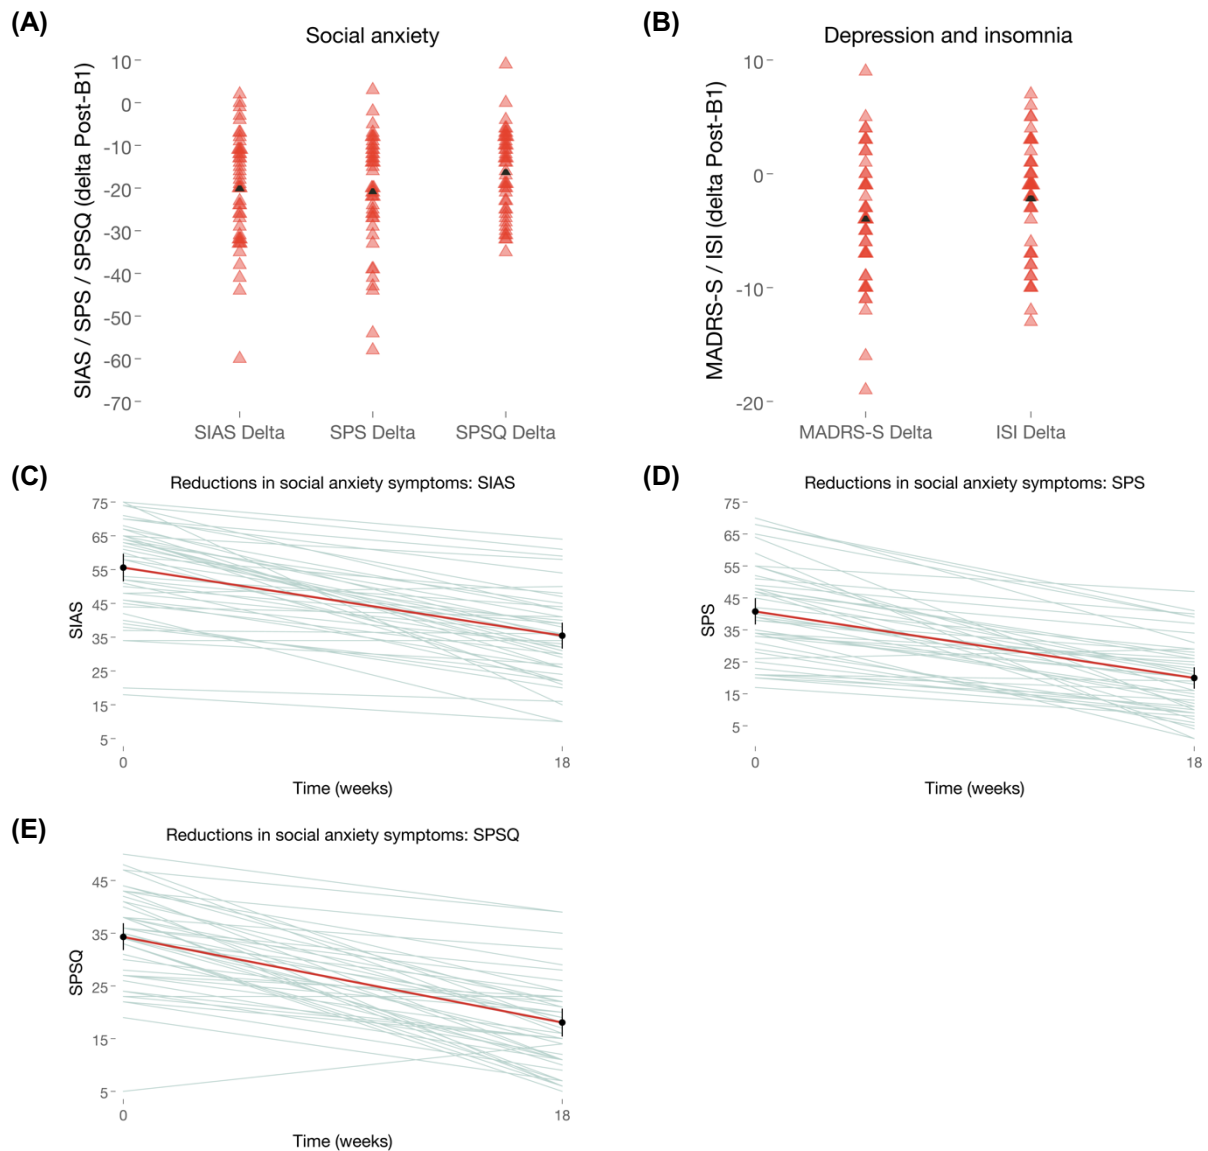 (A)
Social anxiety
SIAS / SPS / SPSQ (delta Post-B1)
10
0
-10
-20
-30
-40
-50
-60
-70
SIAS Delta SPS Delta SPSQ Delta
(B)
Depression and insomnia
MADRS-S / ISI (delta Post-B1)
10
0
-10
-20
MADRS-S Delta ISI Delta
(C)
Reductions in social anxiety symptoms: SIAS
SIAS
75
65
55
45
35
25
15
5
0 18
Time (weeks)
(D)
Reductions in social anxiety symptoms: SPS
SPS
75
65
55
45
35
25
15
5
0 18
Time (weeks)
(E)
Reductions in social anxiety symptoms: SPSQ
SPSQ
45
35
25
15
5
0 18
Time (weeks)